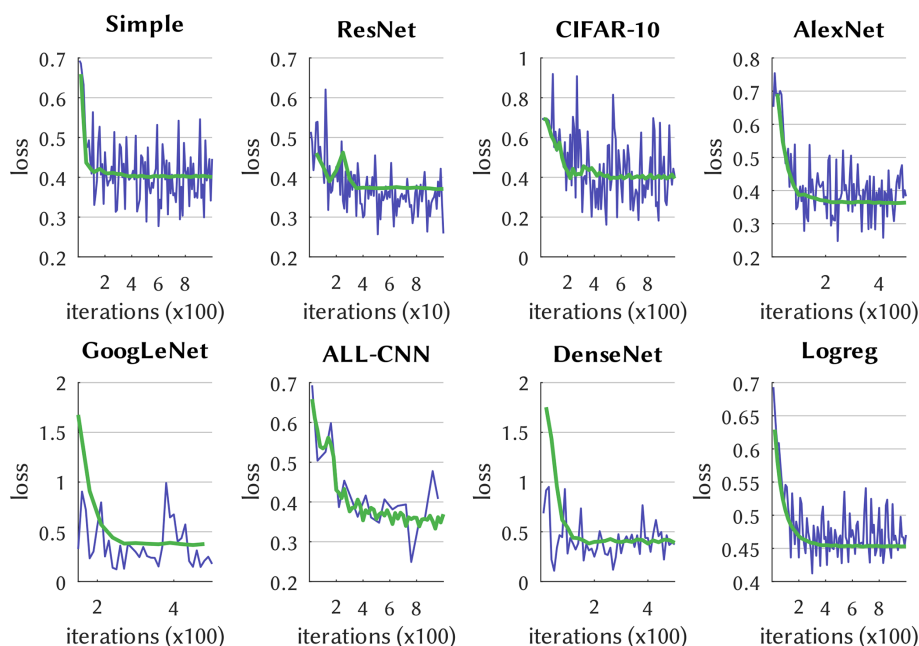 Simple
ResNet
CIFAR-10
AlexNet
0.7
0.6
0.5
0.4
0.3
0.2
loss
2 4 6 8
iterations (x100)
0.7
0.6
0.5
0.4
0.3
0.2
loss
2 4 6 8
iterations (x10)
1
0.8
0.6
0.4
0.2
0
loss
2 4 6 8
iterations (x100)
0.8
0.7
0.6
0.5
0.4
0.3
0.2
loss
2 4
iterations (x100)
GoogLeNet
ALL-CNN
DenseNet
Logreg
2
1.5
1
0.5
0
loss
2 4
iterations (x100)
0.7
0.6
0.5
0.4
0.3
0.2
loss
2 4 6 8
iterations (x100)
2
1.5
1
0.5
0
loss
2 4
iterations (x100)
0.7
0.65
0.6
0.55
0.5
0.45
0.4
loss
2 4 6 8
iterations (x100)